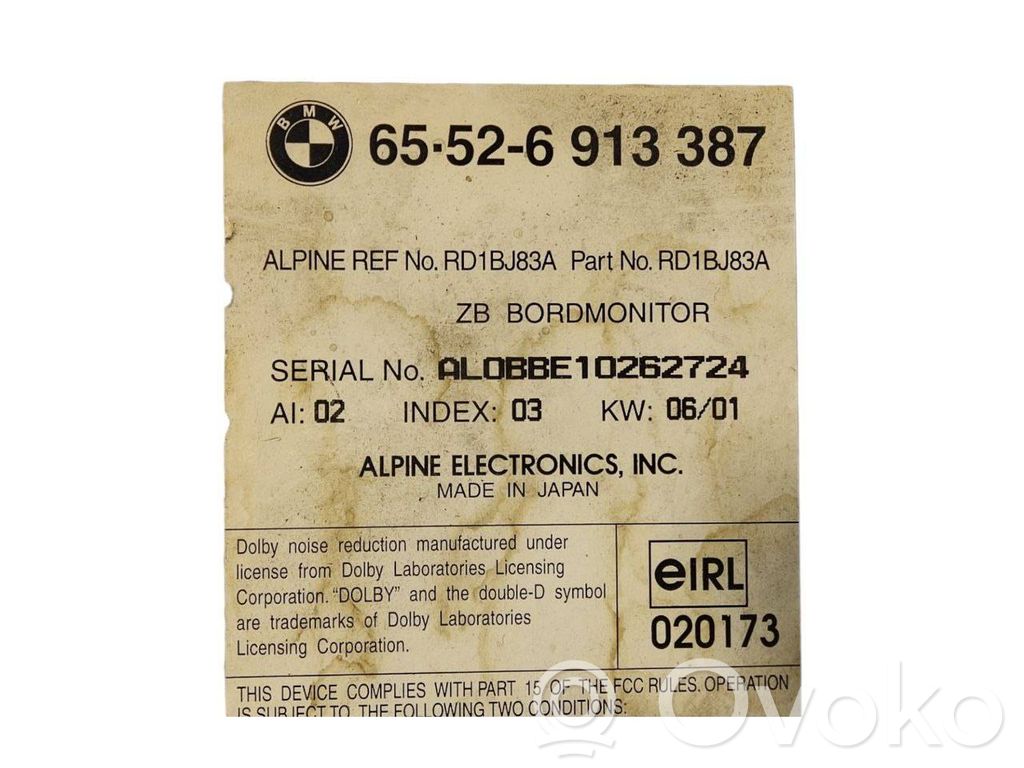 BMW 65·52-6 913 387
ALPINE REF No. RD1BJ83A Part No. RD1BJ83A
ZB BORDMONITOR
SERIAL No. AL0BBE10262724
AI: 02 INDEX: 03 KW: 06/01
ALPINE ELECTRONICS, INC.
MADE IN JAPAN
Dolby noise reduction manufactured under
license from Dolby Laboratories Licensing
Corporation. "DOLBY" and the double-D symbol
are trademarks of Dolby Laboratories
Licensing Corporation.
eIRL
020173
THIS DEVICE COMPLIES WITH PART 15 OF THE FCC RULES. OPERATION
IS SUBJECT TO THE FOLLOWING TWO CONDITIONS:
Ovoko